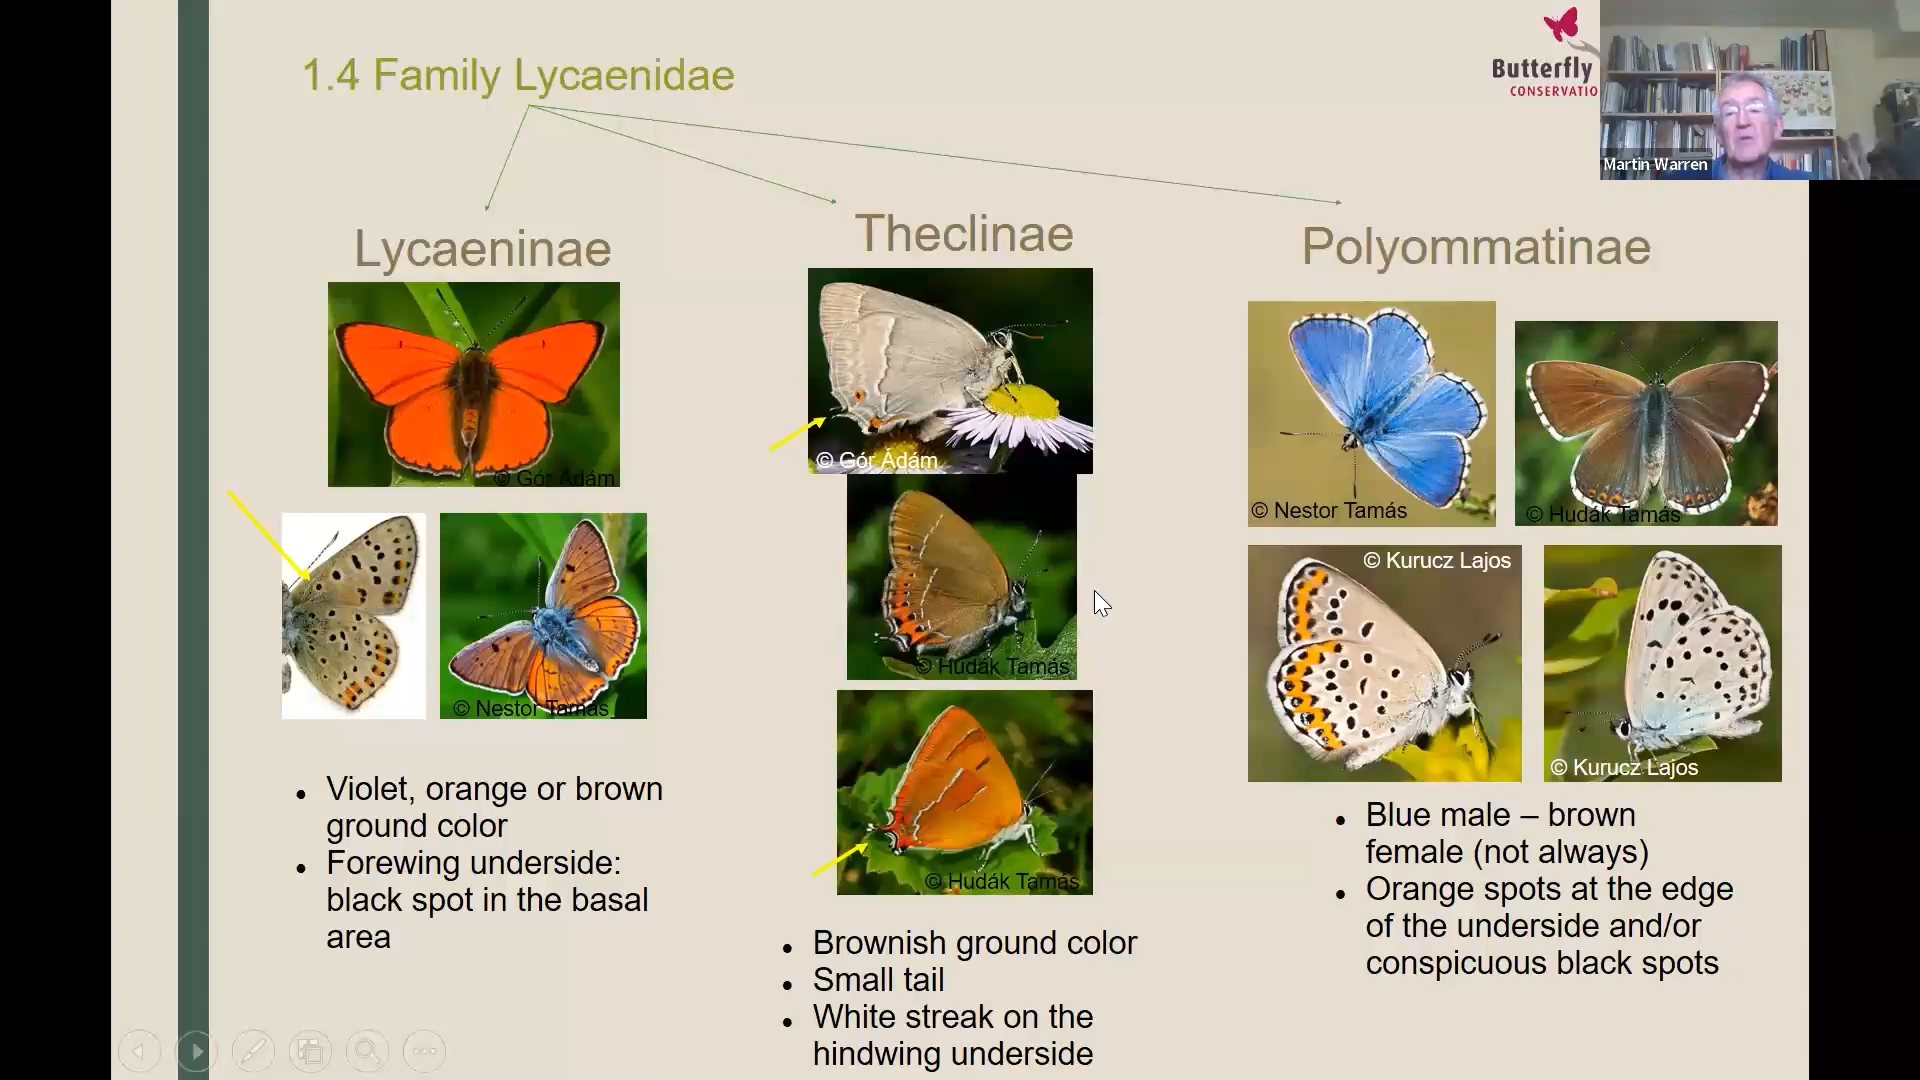 1.4 Family Lycaenidae
Butterfly
CONSERVATIO
Martin Warren
Lycaeninae
© Gór Ádám
© Nestor Tamás
Violet, orange or brown
ground color
Forewing underside:
black spot in the basal
area
Theclinae
© Gór Ádám
© Hudák Tamás
© Hudák Tamás
Brownish ground color
Small tail
White streak on the
hindwing underside
Polyommatinae
© Nestor Tamás
© Hudák Tamás
© Kurucz Lajos
© Kurucz Lajos
Blue male – brown
female (not always)
Orange spots at the edge
of the underside and/or
conspicuous black spots